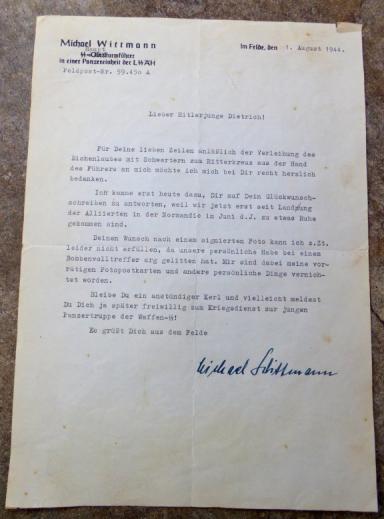 Michael Wittmann
Haupt
in einer Panzereinheit der LSSAH
Feldpost-Nr. 59.450 A
Im Felde, den 1. August 1944.
Lieber Hitlerjunge Dietrich!
Für Deine lieben Zeilen anläßlich der Verleihung des
Eichenlaubes mit Schwertern zum Ritterkreuz aus der Hand
des Führers an mich möchte ich mich bei Dir recht herzlich
bedanken.
Ich komme erst heute dazu, Dir auf Dein Glückwunsch-
schreiben zu antworten, weil wir jetzt erst seit Landung
der Alliierten in der Normandie im Juni d.J. zu etwas Ruhe
gekommen sind.
Deinen Wunsch nach einem signierten Foto kann ich z.Zt.
leider nicht erfüllen, da unsere persönliche Habe bei einem
Bombenvolltreffer arg gelitten hat. Mir sind dabei meine vor-
rätigen Fotopostkarten und andere persönliche Dinge vernich-
tet worden.
Bleibe Du ein anständiger Kerl und vielleicht meldest
Du Dich ja später freiwillig zum Kriegsdienst zur jungen
Panzertruppe der Waffen-SS!
Es grüßt Dich aus dem Felde
Michael Wittmann